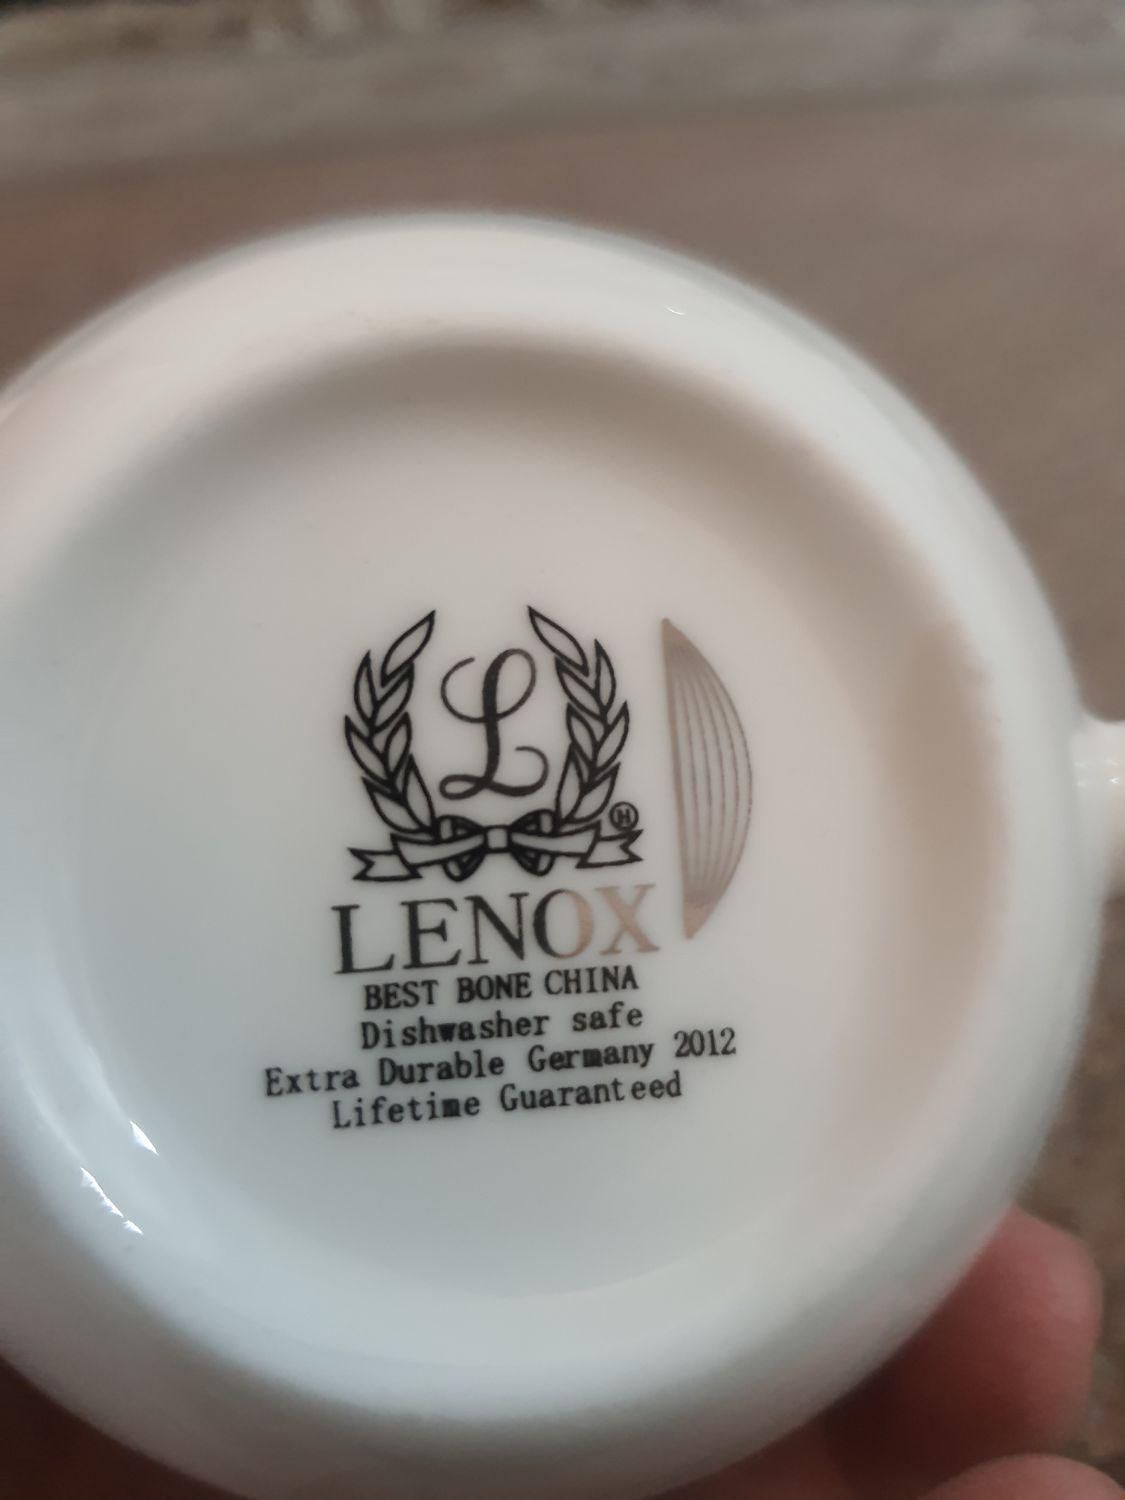 L
Ⓗ
LENOX
BEST BONE CHINA
Dishwasher safe
Extra Durable Germany 2012
Lifetime Guaranteed